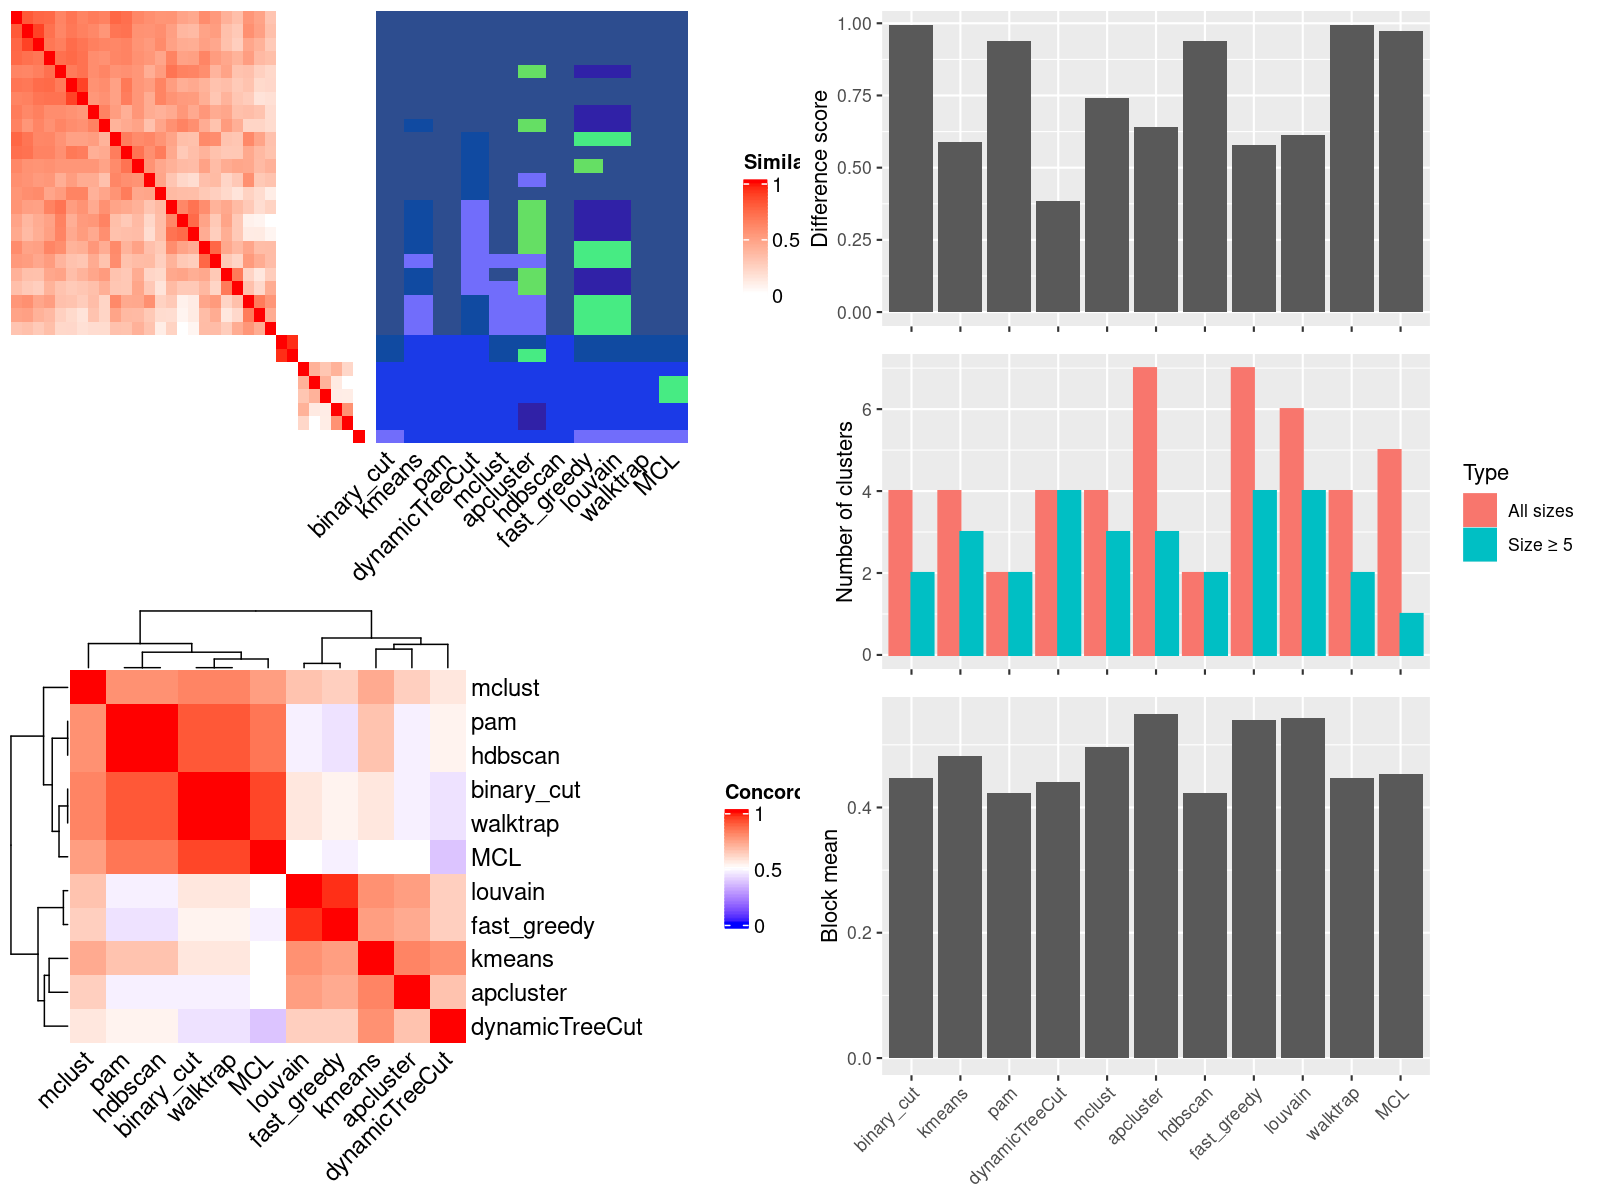 Simila
1
0.5
0
binary_cut
kmeans
pam
dynamicTreeCut
mclust
apcluster
hdbscan
fast_greedy
louvain
walktrap
MCL
mclust
pam
hdbscan
binary_cut
walktrap
MCL
louvain
fast_greedy
kmeans
apcluster
dynamicTreeCut
mclust
pam
hdbscan
binary_cut
walktrap
MCL
louvain
fast_greedy
kmeans
apcluster
dynamicTreeCut
Concord
1
0.5
0
Difference score
1.00
0.75
0.50
0.25
0.00
Number of clusters
6
4
2
0
Type
All sizes
Size ≥ 5
Block mean
0.4
0.2
0.0
binary_cut
kmeans
pam
dynamicTreeCut
mclust
apcluster
hdbscan
fast_greedy
louvain
walktrap
MCL